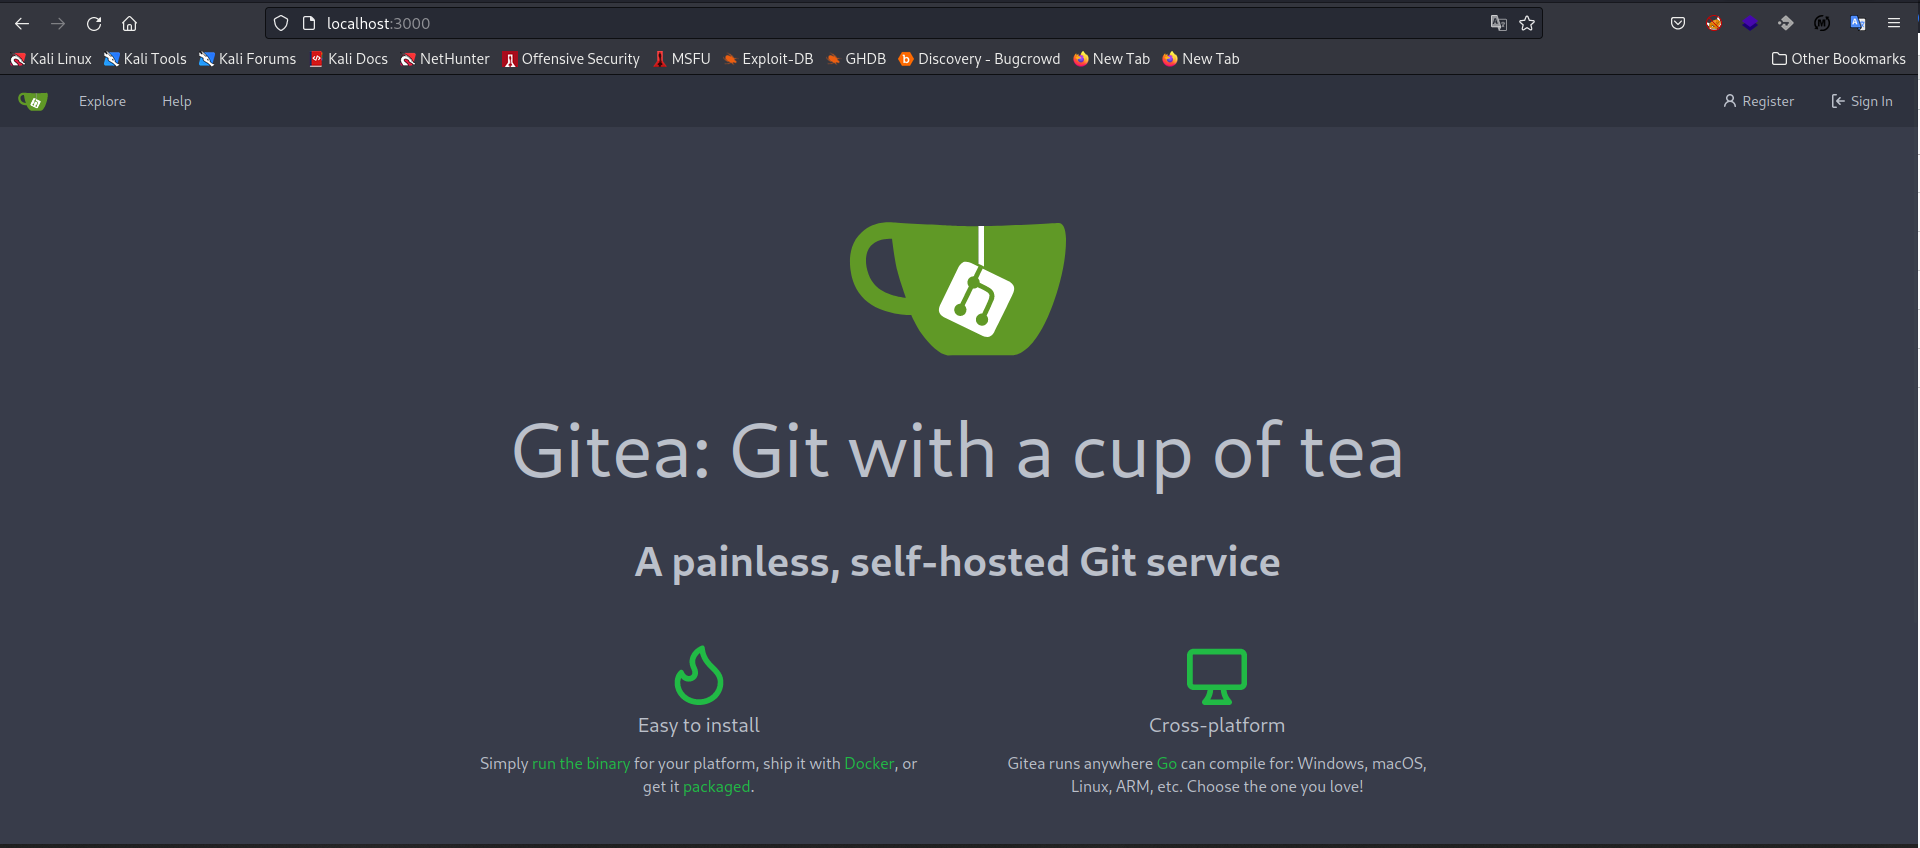 localhost:3000
Kali Linux Kali Tools Kali Forums Kali Docs NetHunter Offensive Security MSFU Exploit-DB GHDB Discovery - Bugcrowd New Tab New Tab Other Bookmarks
Explore Help Register Sign In
Gitea: Git with a cup of tea
A painless, self-hosted Git service
Easy to install
Simply run the binary for your platform, ship it with Docker, or
get it packaged.
Cross-platform
Gitea runs anywhere Go can compile for: Windows, macOS,
Linux, ARM, etc. Choose the one you love!